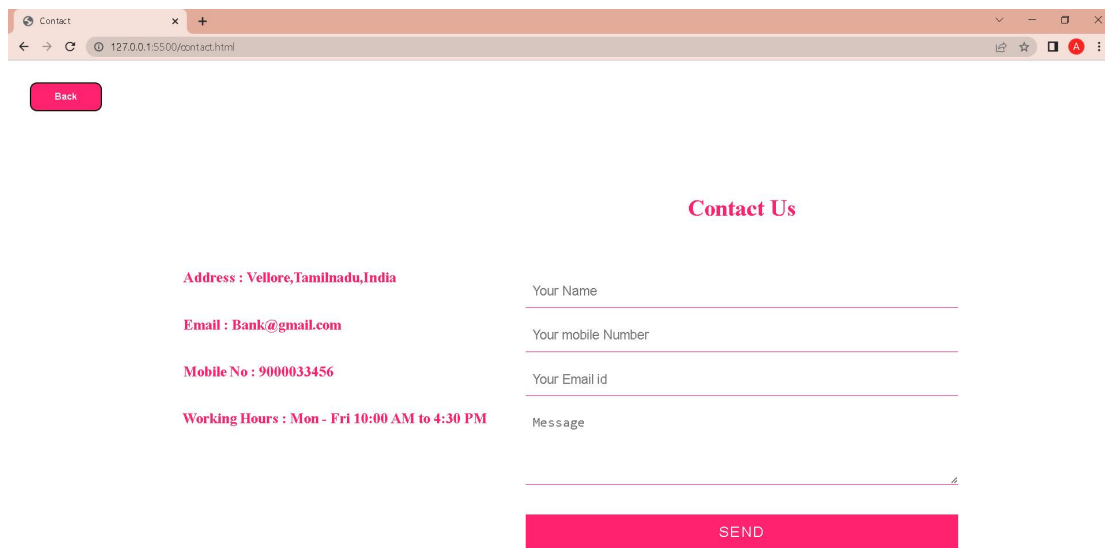 Contact
127.0.0.1:5500/contact.html
A
Back
Contact Us
Address : Vellore,Tamilnadu,India
Email : Bank@gmail.com
Mobile No : 9000033456
Working Hours : Mon - Fri 10:00 AM to 4:30 PM
Your Name
Your mobile Number
Your Email id
Message
SEND